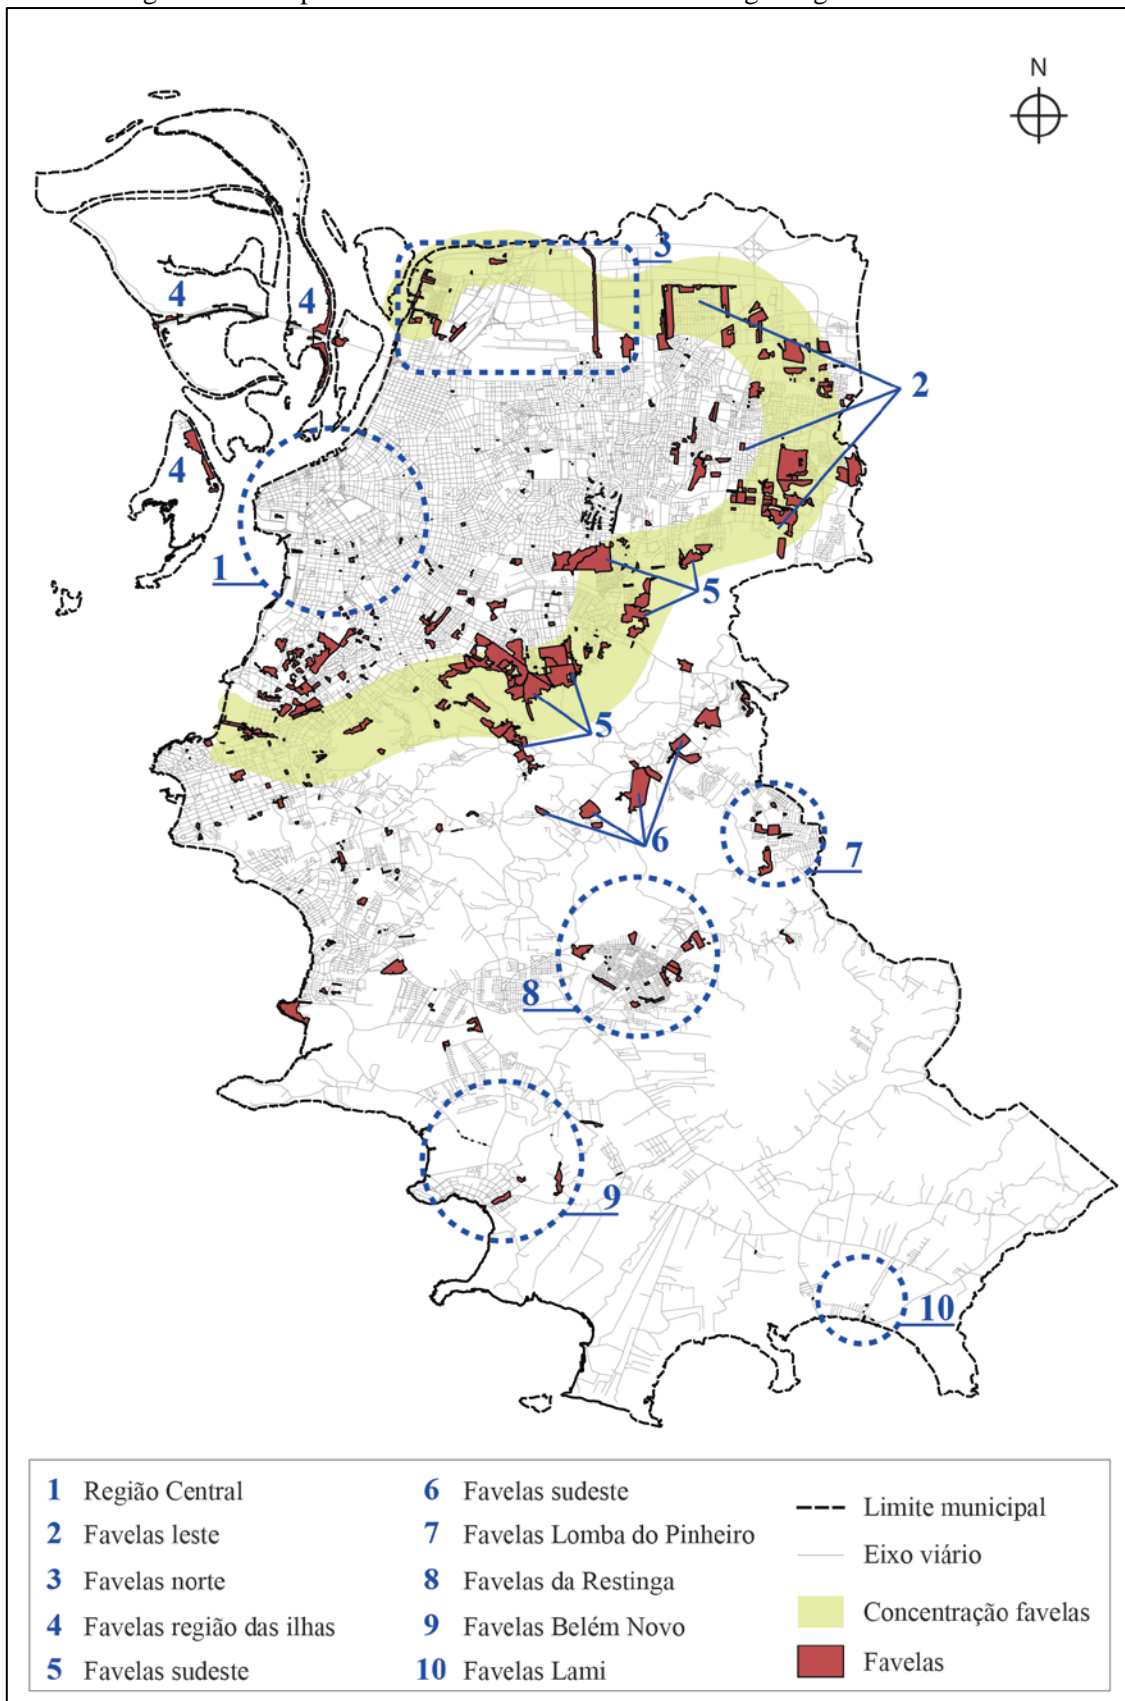 N
3
4
4
2
4
1
5
5
6
7
8
9
10
1 Região Central
2 Favelas leste
3 Favelas norte
4 Favelas região das ilhas
5 Favelas sudeste
6 Favelas sudeste
7 Favelas Lomba do Pinheiro
8 Favelas da Restinga
9 Favelas Belém Novo
10 Favelas Lami
Limite municipal
Eixo viário
Concentração favelas
Favelas